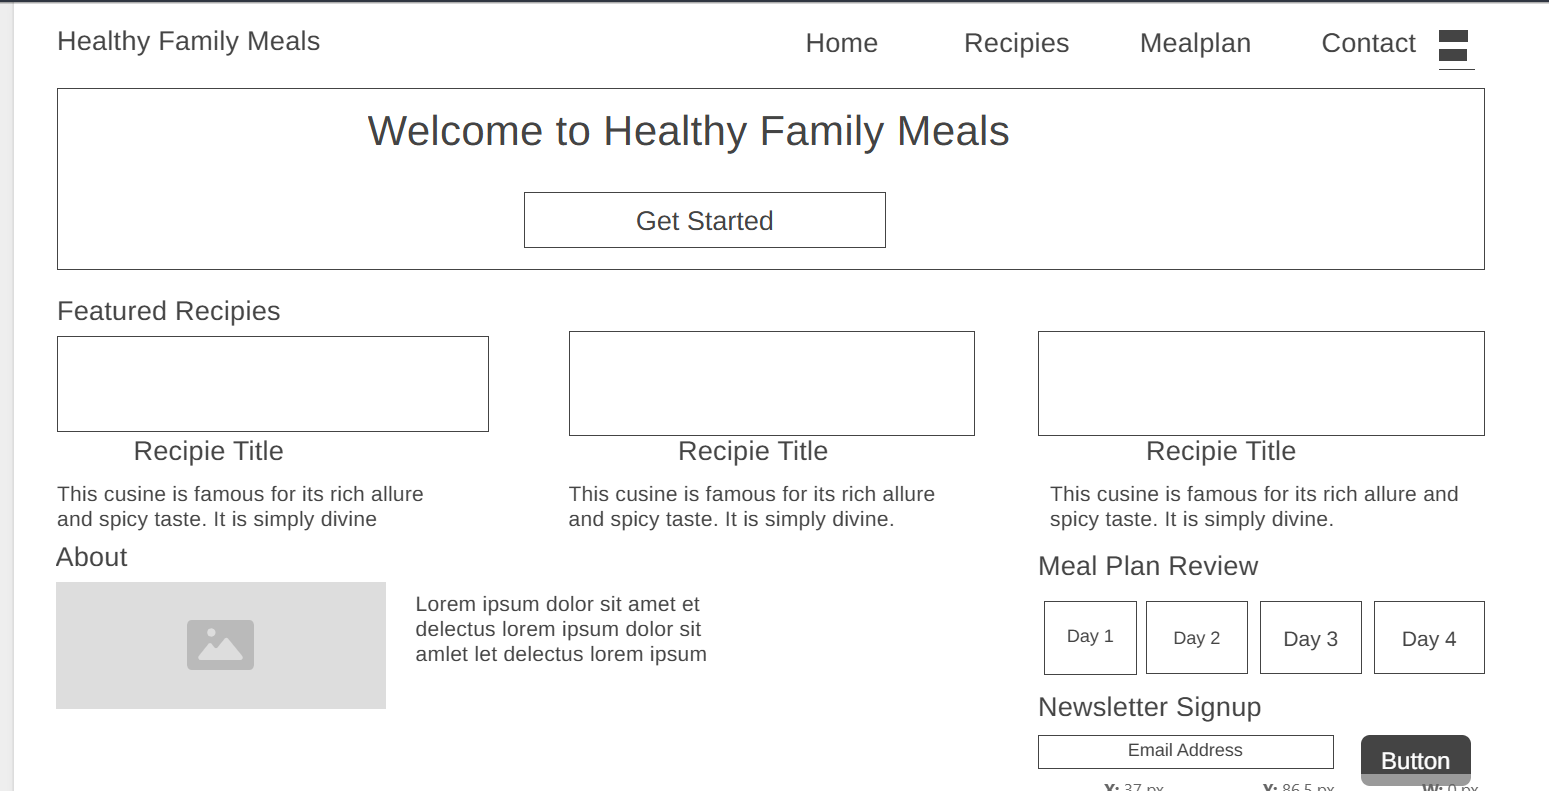 Healthy Family Meals
Home Recipies Mealplan Contact
Welcome to Healthy Family Meals
Get Started
Featured Recipies
Recipie Title
This cusine is famous for its rich allure
and spicy taste. It is simply divine
Recipie Title
This cusine is famous for its rich allure
and spicy taste. It is simply divine.
Recipie Title
This cusine is famous for its rich allure and
spicy taste. It is simply divine.
About
Lorem ipsum dolor sit amet et
delectus lorem ipsum dolor sit
amlet let delectus lorem ipsum
Meal Plan Review
Day 1 Day 2 Day 3 Day 4
Newsletter Signup
Email Address
Button
37 px 86.5 px W: 0 px